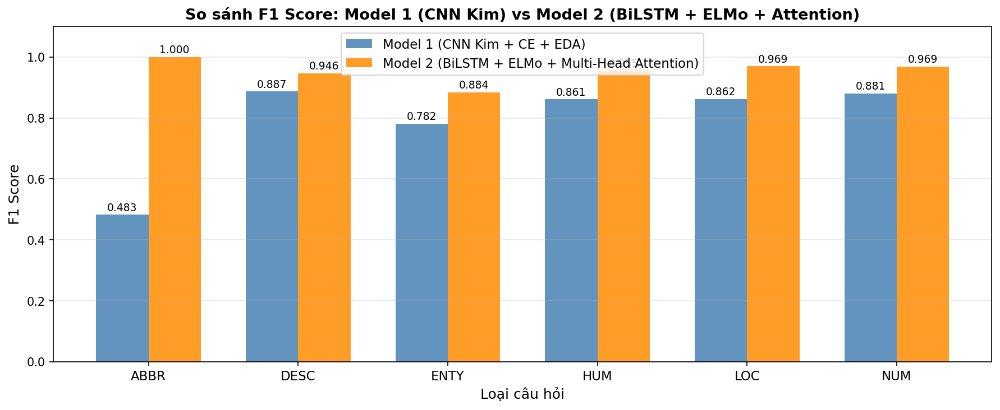 So sánh F1 Score: Model 1 (CNN Kim) vs Model 2 (BiLSTM + ELMo + Attention)
Model 1 (CNN Kim + CE + EDA)
Model 2 (BiLSTM + ELMo + Multi-Head Attention)
F1 Score
1.0
0.8
0.6
0.4
0.2
0.0
0.483
1.000
0.887
0.946
0.782
0.884
0.861
0.862
0.969
0.881
0.969
ABBR
DESC
ENTY
HUM
LOC
NUM
Loại câu hỏi